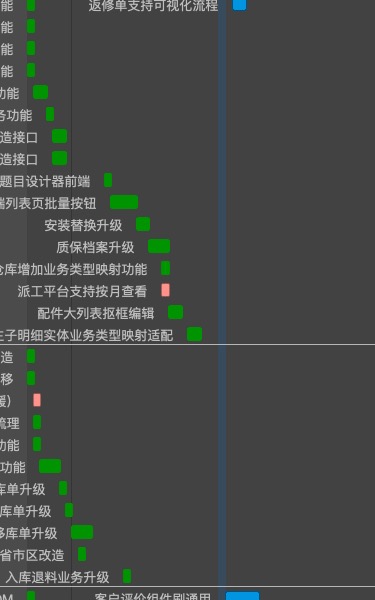 能 返修单支持可视化流程
能
能
能
功能
务功能
造接口
造接口
题目设计器前端
端列表页批量按钮
安装替换升级
质保档案升级
仓库增加业务类型映射功能
派工平台支持按月查看
配件大列表抠框编辑
主子明细实体业务类型映射适配
造
移
缓)
梳理
功能
功能
库单升级
库单升级
移库单升级
省市区改造
入库退料业务升级
OM 客户评价组件剧通用